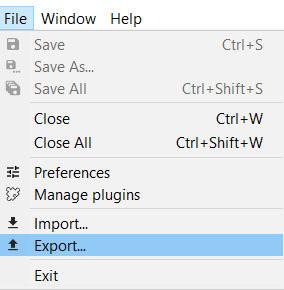 File Window Help
Save Ctrl+S
Save As...
Save All Ctrl+Shift+S
Close Ctrl+W
Close All Ctrl+Shift+W
Preferences
Manage plugins
Import...
Export...
Exit